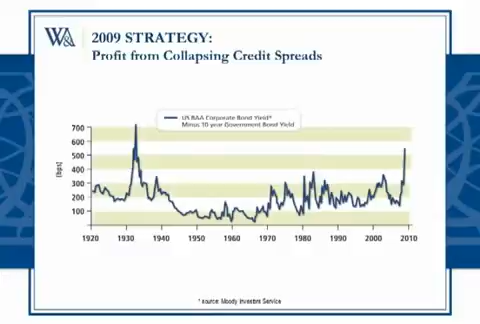 W&A
2009 STRATEGY:
Profit from Collapsing Credit Spreads
US BAA Corporate Bond Yield*
Minus 10-year Government Bond Yield
700
600
500
400
300
200
100
(bps)
1920 1930 1940 1950 1960 1970 1980 1990 2000 2010
* source: Moody Investors Service